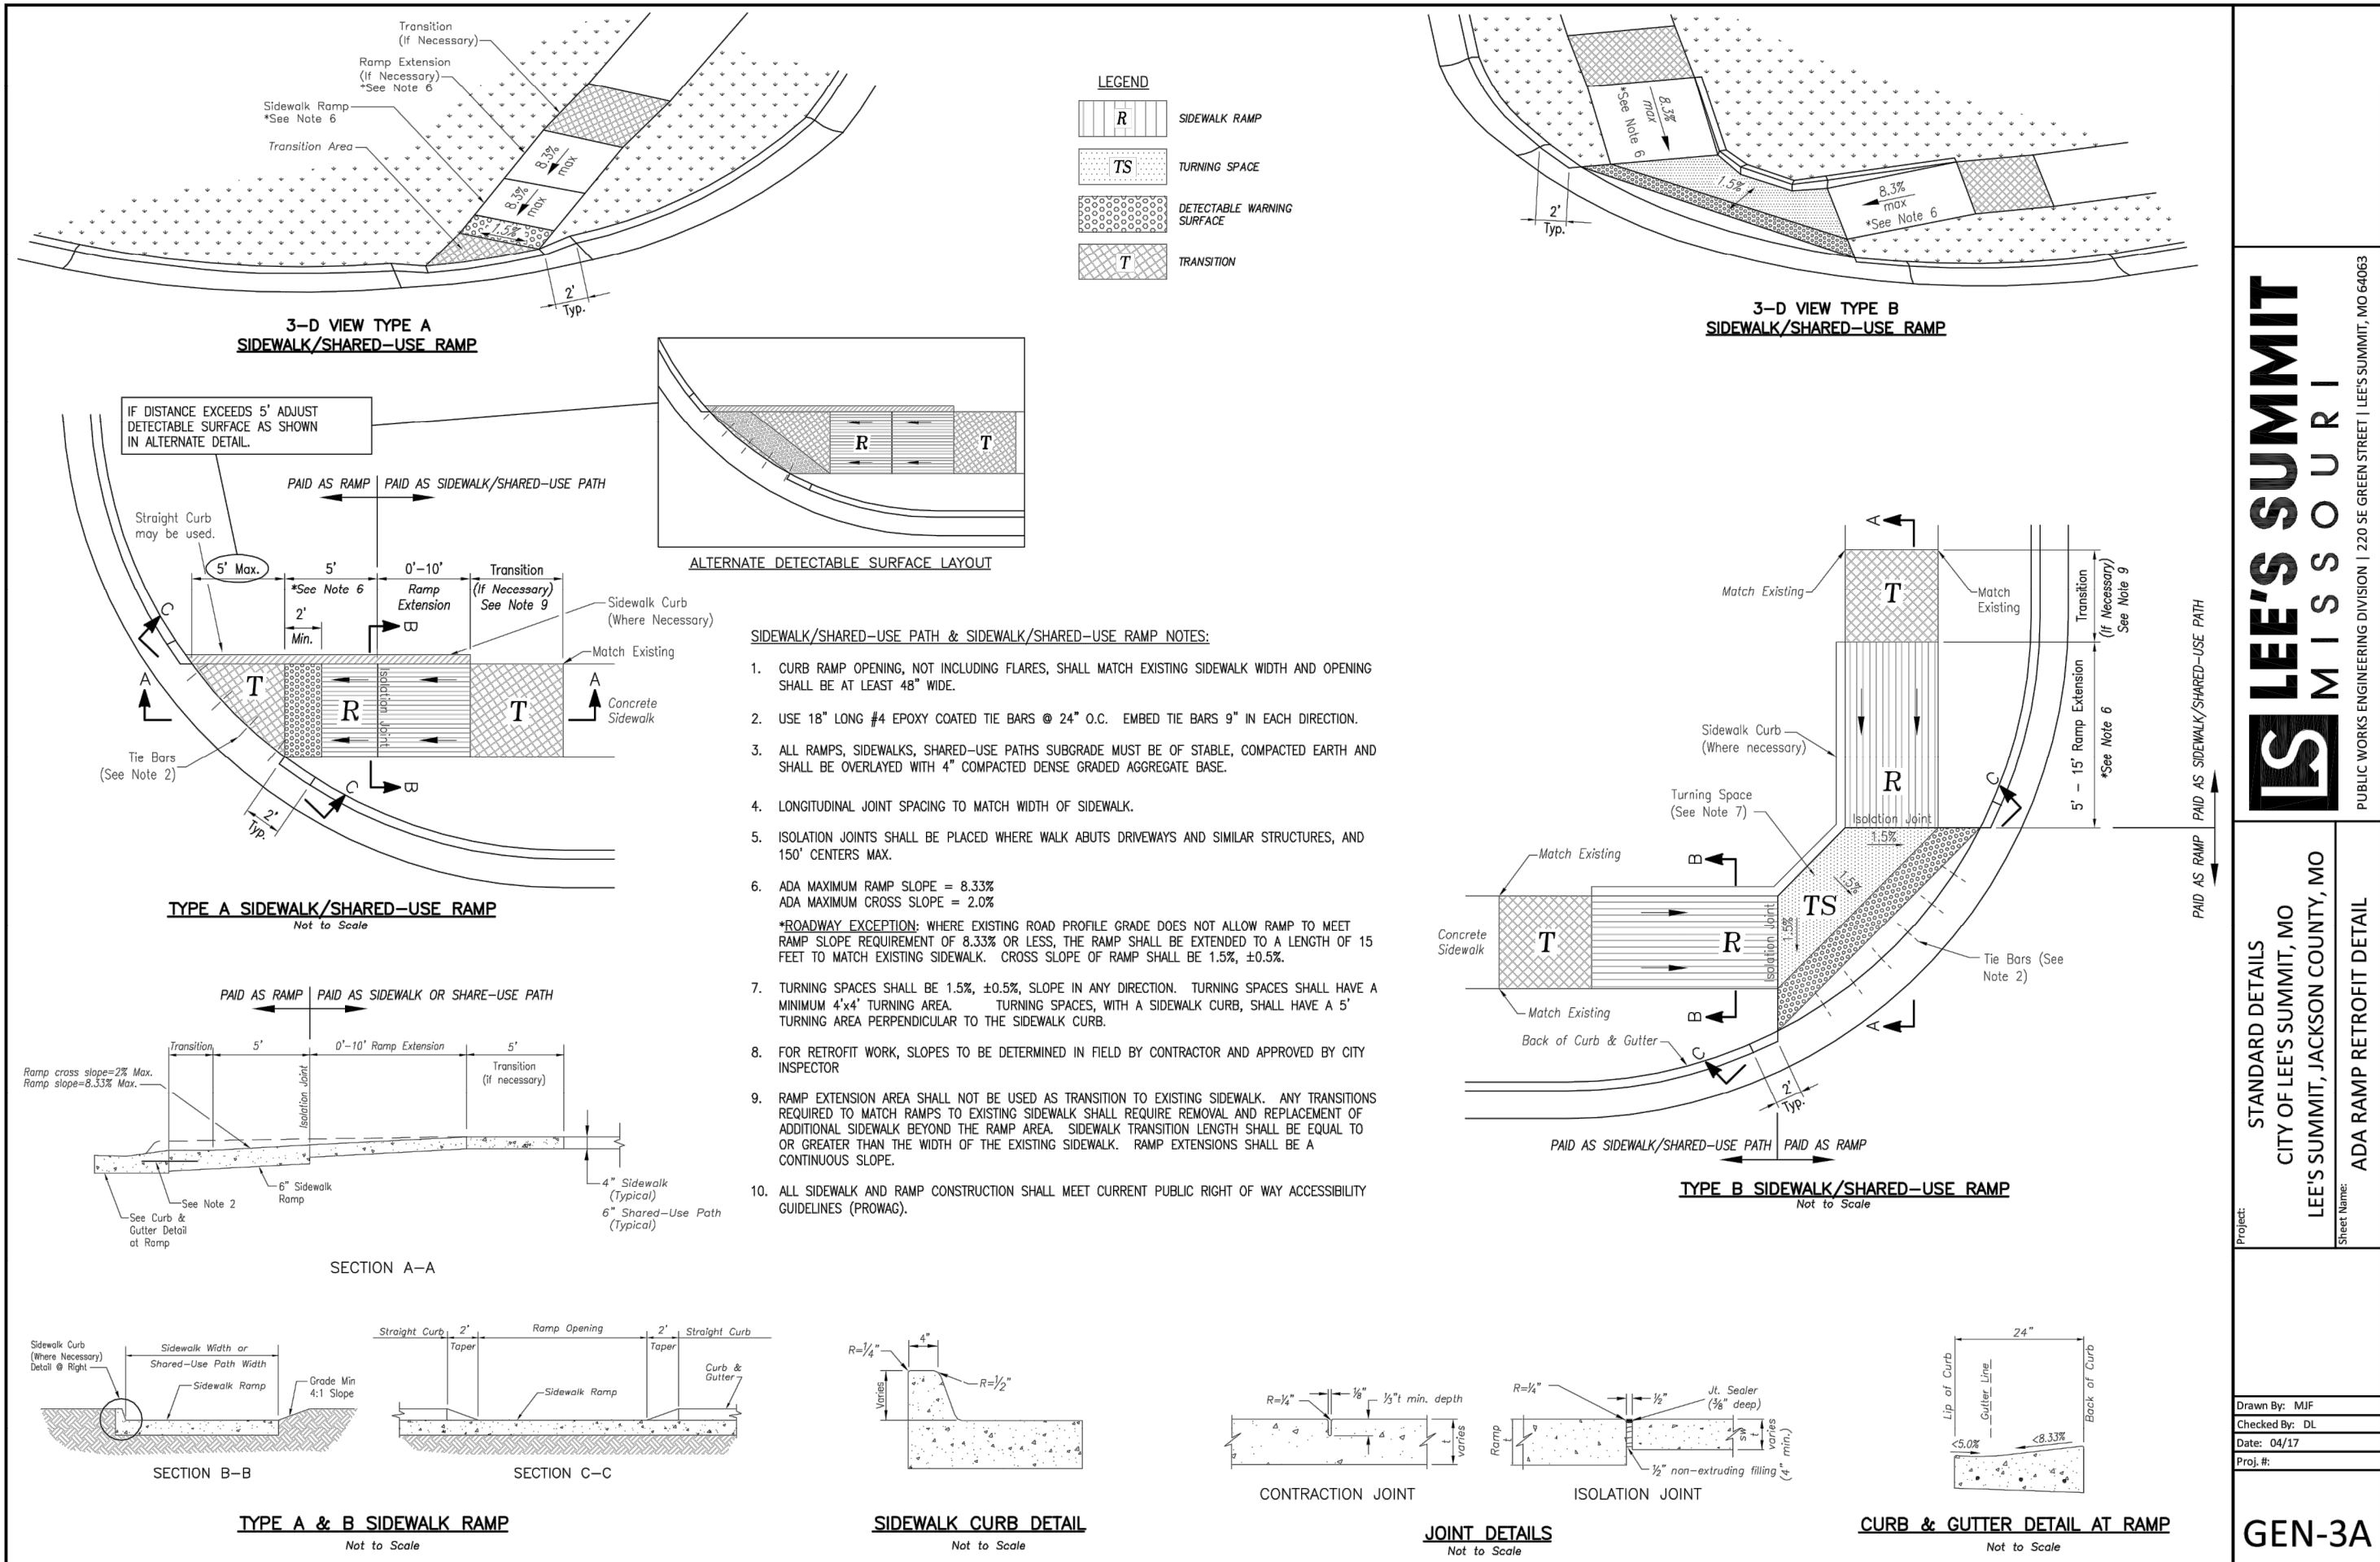 Transition
(If Necessary)
Ramp Extension
(If Necessary)
*See Note 6
Sidewalk Ramp
*See Note 6
Transition Area
8.3%
max
8.3%
max
1.5%
2'
Typ.
3-D VIEW TYPE A
SIDEWALK/SHARED-USE RAMP
LEGEND
R
SIDEWALK RAMP
TS
TURNING SPACE
DETECTABLE WARNING
SURFACE
T
TRANSITION
*See Note 6
8.3%
max
1.5%
8.3%
max
*See Note 6
2'
Typ.
3-D VIEW TYPE B
SIDEWALK/SHARED-USE RAMP
IF DISTANCE EXCEEDS 5' ADJUST
DETECTABLE SURFACE AS SHOWN
IN ALTERNATE DETAIL.
R
T
ALTERNATE DETECTABLE SURFACE LAYOUT
PAID AS RAMP
PAID AS SIDEWALK/SHARED-USE PATH
Straight Curb
may be used.
5' Max.
5'
*See Note 6
2'
Min.
0'-10'
Ramp
Extension
Transition
(If Necessary)
See Note 9
Sidewalk Curb
(Where Necessary)
Match Existing
Concrete
Sidewalk
C
A
T
R
Isolation Joint
T
A
B
B
C
Tie Bars
(See Note 2)
2'
Typ.
TYPE A SIDEWALK/SHARED-USE RAMP
Not to Scale
PAID AS RAMP
PAID AS SIDEWALK OR SHARE-USE PATH
Transition
5'
0'-10' Ramp Extension
5'
Transition
(if necessary)
Ramp cross slope=2% Max.
Ramp slope=8.33% Max.
Isolation Joint
See Note 2
6" Sidewalk
Ramp
See Curb &
Gutter Detail
at Ramp
4" Sidewalk
(Typical)
6" Shared-Use Path
(Typical)
SECTION A-A
SIDEWALK/SHARED-USE PATH & SIDEWALK/SHARED-USE RAMP NOTES:
1. CURB RAMP OPENING, NOT INCLUDING FLARES, SHALL MATCH EXISTING SIDEWALK WIDTH AND OPENING
SHALL BE AT LEAST 48" WIDE.
2. USE 18" LONG #4 EPOXY COATED TIE BARS @ 24" O.C. EMBED TIE BARS 9" IN EACH DIRECTION.
3. ALL RAMPS, SIDEWALKS, SHARED-USE PATHS SUBGRADE MUST BE OF STABLE, COMPACTED EARTH AND
SHALL BE OVERLAYED WITH 4" COMPACTED DENSE GRADED AGGREGATE BASE.
4. LONGITUDINAL JOINT SPACING TO MATCH WIDTH OF SIDEWALK.
5. ISOLATION JOINTS SHALL BE PLACED WHERE WALK ABUTS DRIVEWAYS AND SIMILAR STRUCTURES, AND
150' CENTERS MAX.
6. ADA MAXIMUM RAMP SLOPE = 8.33%
ADA MAXIMUM CROSS SLOPE = 2.0%
*ROADWAY EXCEPTION: WHERE EXISTING ROAD PROFILE GRADE DOES NOT ALLOW RAMP TO MEET
RAMP SLOPE REQUIREMENT OF 8.33% OR LESS, THE RAMP SHALL BE EXTENDED TO A LENGTH OF 15
FEET TO MATCH EXISTING SIDEWALK. CROSS SLOPE OF RAMP SHALL BE 1.5%, ±0.5%.
7. TURNING SPACES SHALL BE 1.5%, ±0.5%, SLOPE IN ANY DIRECTION. TURNING SPACES SHALL HAVE A
MINIMUM 4'x4' TURNING AREA. TURNING SPACES, WITH A SIDEWALK CURB, SHALL HAVE A 5'
TURNING AREA PERPENDICULAR TO THE SIDEWALK CURB.
8. FOR RETROFIT WORK, SLOPES TO BE DETERMINED IN FIELD BY CONTRACTOR AND APPROVED BY CITY
INSPECTOR
9. RAMP EXTENSION AREA SHALL NOT BE USED AS TRANSITION TO EXISTING SIDEWALK. ANY TRANSITIONS
REQUIRED TO MATCH RAMPS TO EXISTING SIDEWALK SHALL REQUIRE REMOVAL AND REPLACEMENT OF
ADDITIONAL SIDEWALK BEYOND THE RAMP AREA. SIDEWALK TRANSITION LENGTH SHALL BE EQUAL TO
OR GREATER THAN THE WIDTH OF THE EXISTING SIDEWALK. RAMP EXTENSIONS SHALL BE A
CONTINUOUS SLOPE.
10. ALL SIDEWALK AND RAMP CONSTRUCTION SHALL MEET CURRENT PUBLIC RIGHT OF WAY ACCESSIBILITY
GUIDELINES (PROWAG).
A
Match Existing
T
Match
Existing
Transition
(If Necessary)
See Note 9
Sidewalk Curb
(Where necessary)
R
5' - 15' Ramp Extension
*See Note 6
PAID AS RAMP
PAID AS SIDEWALK/SHARED-USE PATH
Turning Space
(See Note 7)
Isolation Joint
1.5%
C
Match Existing
B
1.5%
TS
1.5%
Concrete
Sidewalk
T
R
Isolation Joint
Tie Bars (See
Note 2)
Match Existing
B
A
Back of Curb & Gutter
C
2'
Typ.
PAID AS SIDEWALK/SHARED-USE PATH
PAID AS RAMP
TYPE B SIDEWALK/SHARED-USE RAMP
Not to Scale
Sidewalk Curb
(Where Necessary)
Detail @ Right
Sidewalk Width or
Shared-Use Path Width
Sidewalk Ramp
Grade Min
4:1 Slope
SECTION B-B
Straight Curb
2'
Taper
Ramp Opening
2'
Taper
Straight Curb
Curb &
Gutter
Sidewalk Ramp
SECTION C-C
TYPE A & B SIDEWALK RAMP
Not to Scale
4"
R=¼"
R=½"
Varies
SIDEWALK CURB DETAIL
Not to Scale
R=¼"
⅛"
⅓"t min. depth
t
varies
CONTRACTION JOINT
R=¼"
½"
Jt. Sealer
(⅜" deep)
Ramp
t
sw
t
varies
(4" min.)
½" non-extruding filling
ISOLATION JOINT
JOINT DETAILS
Not to Scale
24"
Lip of Curb
Gutter Line
Back of Curb
<5.0%
<8.33%
CURB & GUTTER DETAIL AT RAMP
Not to Scale
LS LEE'S SUMMIT
MISSOURI
PUBLIC WORKS ENGINEERING DIVISION | 220 SE GREEN STREET | LEE'S SUMMIT, MO 64063
Project:
STANDARD DETAILS
CITY OF LEE'S SUMMIT, MO
LEE'S SUMMIT, JACKSON COUNTY, MO
Sheet Name:
ADA RAMP RETROFIT DETAIL
Drawn By: MJF
Checked By: DL
Date: 04/17
Proj. #:
GEN-3A